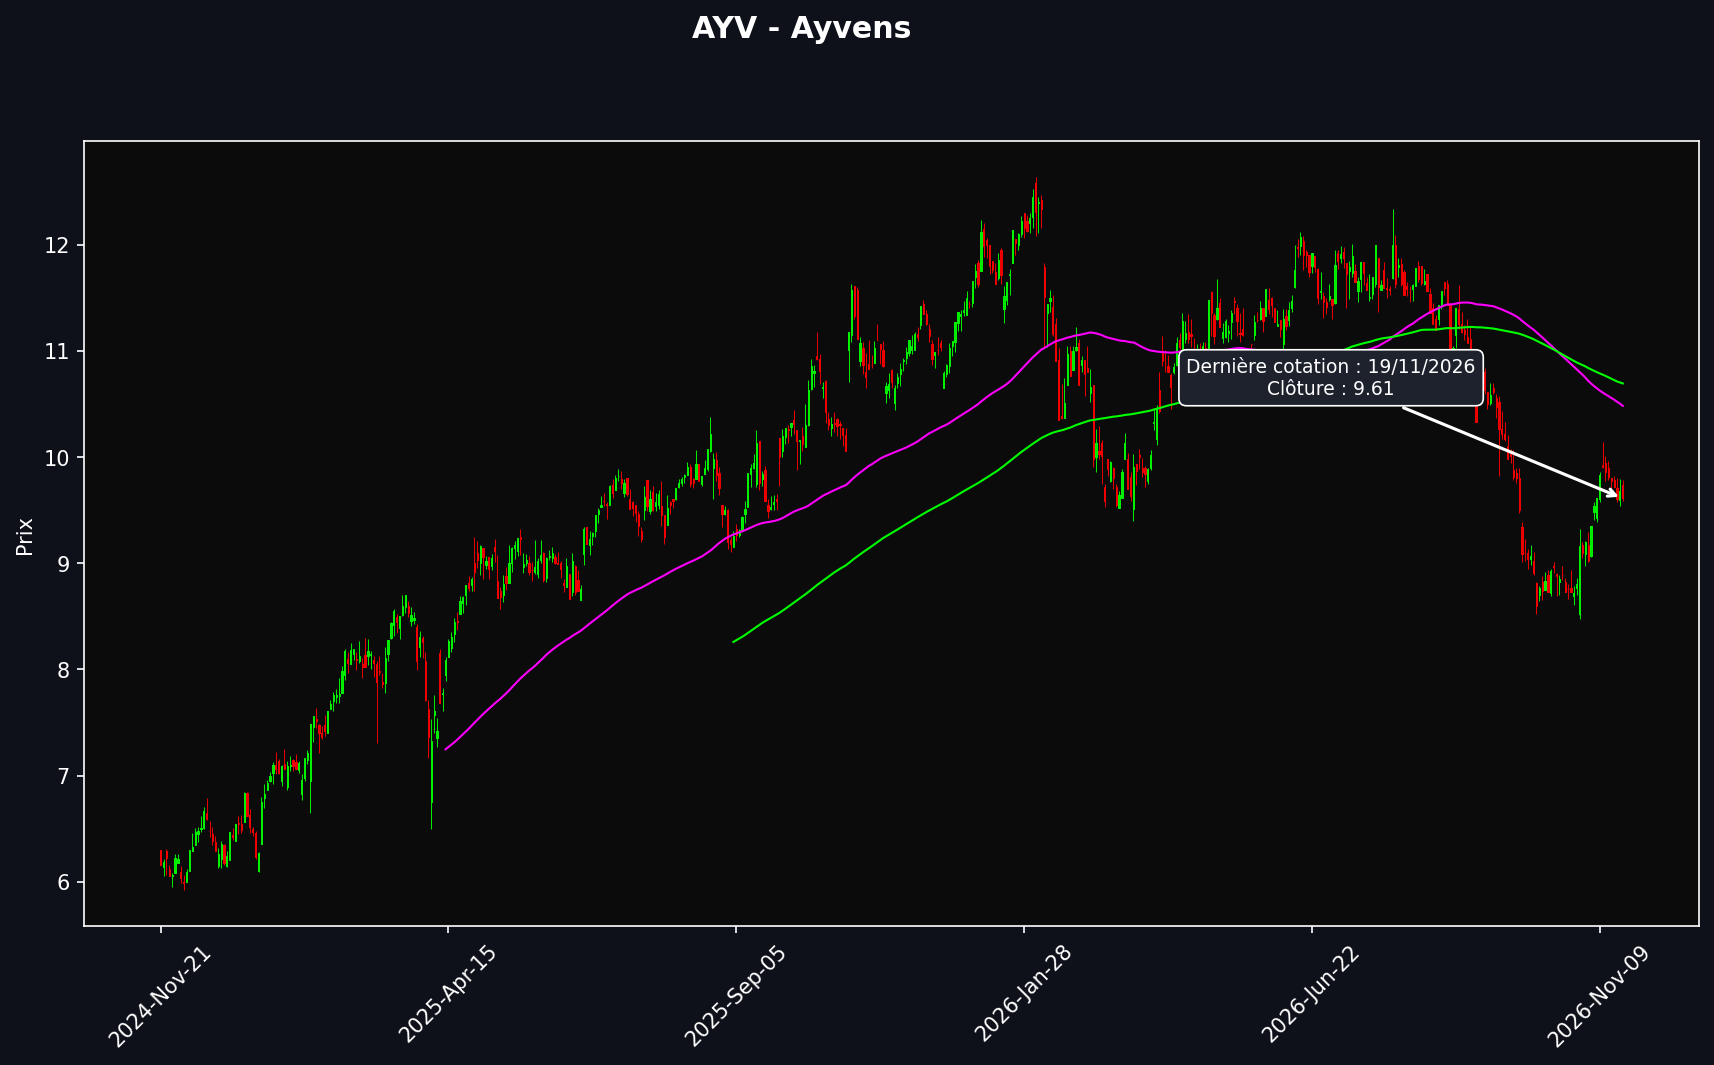 AYV - Ayvens
Prix
12
11
10
9
8
7
6
Dernière cotation : 19/11/2026
Clôture : 9.61
2024-Nov-21
2025-Apr-15
2025-Sep-05
2026-Jan-28
2026-Jun-22
2026-Nov-09